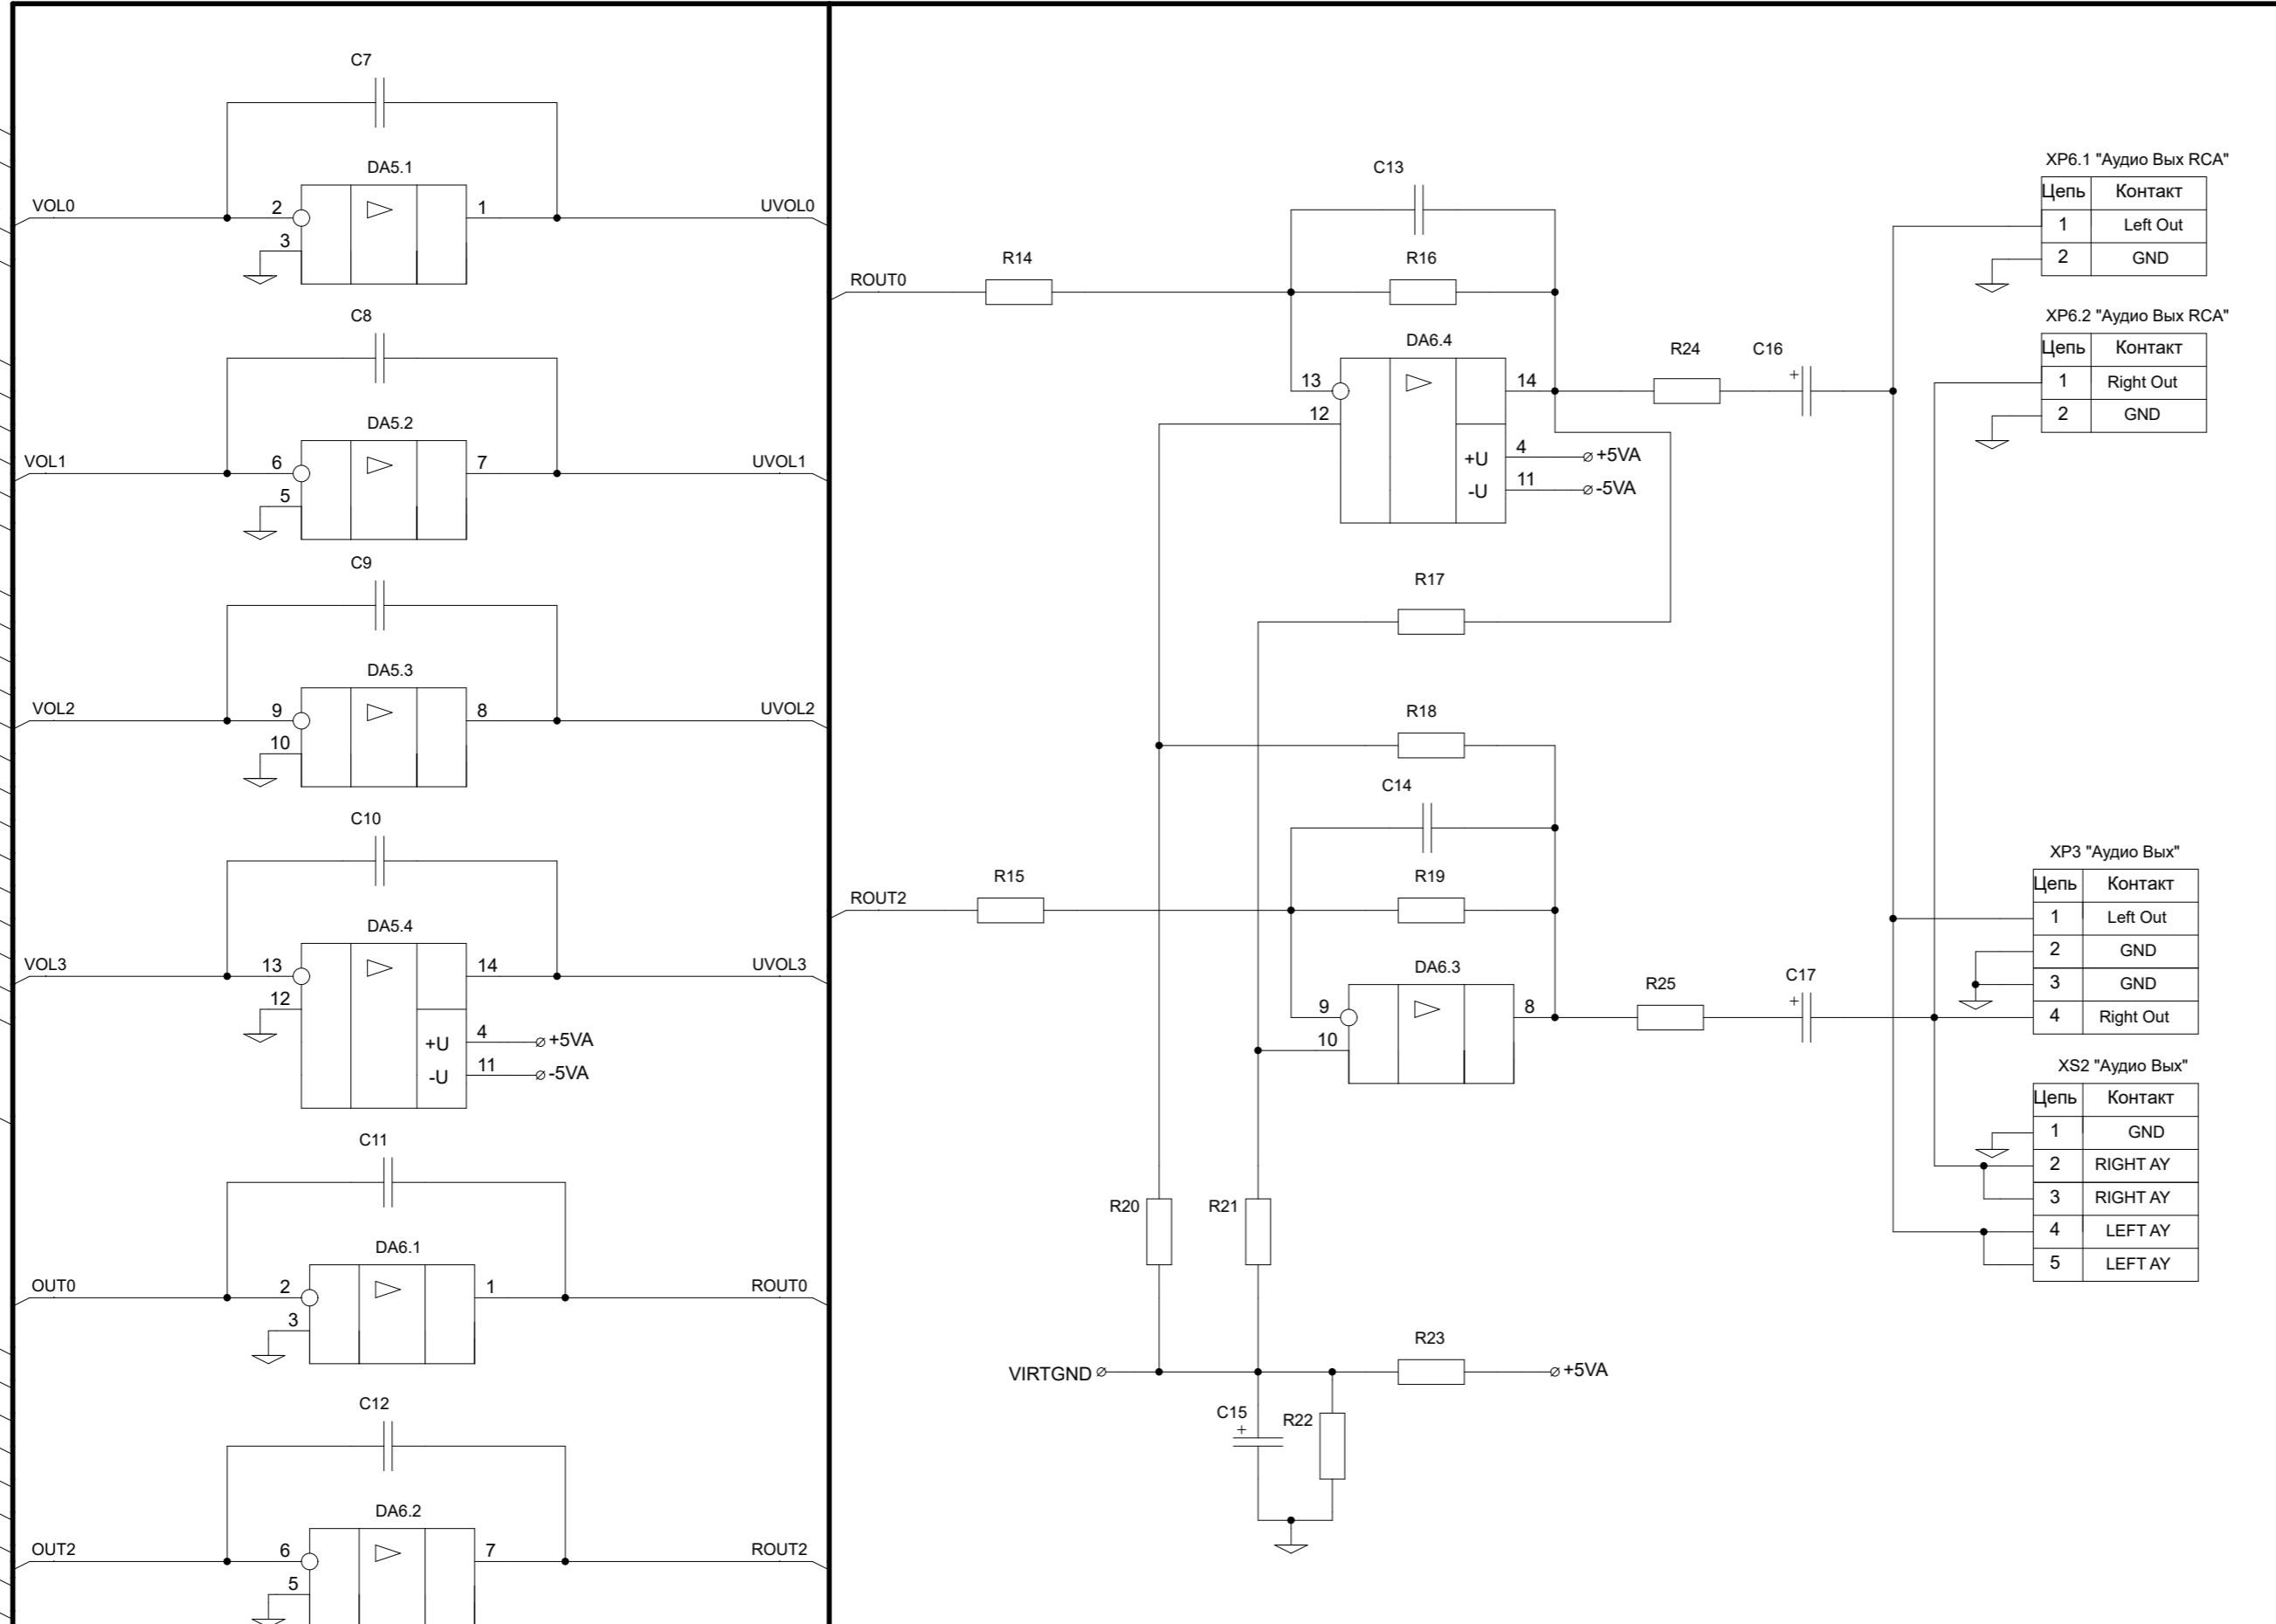 C7
DA5.1
VOL0
2
3
1
UVOL0
C8
DA5.2
VOL1
6
5
7
UVOL1
C9
DA5.3
VOL2
9
10
8
UVOL2
C10
DA5.4
VOL3
13
12
14
UVOL3
+U
4
+5VA
-U
11
-5VA
C11
DA6.1
OUT0
2
3
1
ROUT0
C12
DA6.2
OUT2
6
5
7
ROUT2
C13
ROUT0
R14
R16
DA6.4
13
12
14
+U
4
+5VA
-U
11
-5VA
R24
C16
+
R17
R18
C14
ROUT2
R15
R19
DA6.3
9
10
8
R25
C17
+
R20
R21
VIRTGND
R23
+5VA
C15
+
R22
XP6.1 "Аудио Вых RCA"
Цепь Контакт
1 Left Out
2 GND
XP6.2 "Аудио Вых RCA"
Цепь Контакт
1 Right Out
2 GND
XP3 "Аудио Вых"
Цепь Контакт
1 Left Out
2 GND
3 GND
4 Right Out
XS2 "Аудио Вых"
Цепь Контакт
1 GND
2 RIGHT AY
3 RIGHT AY
4 LEFT AY
5 LEFT AY